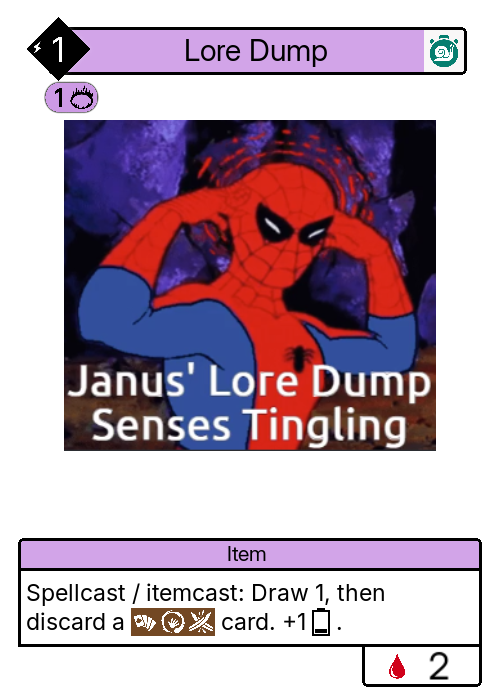 1 Lore Dump
1
Janus' Lore Dump
Senses Tingling
Item
Spellcast / itemcast: Draw 1, then
discard a card. +1 .
2